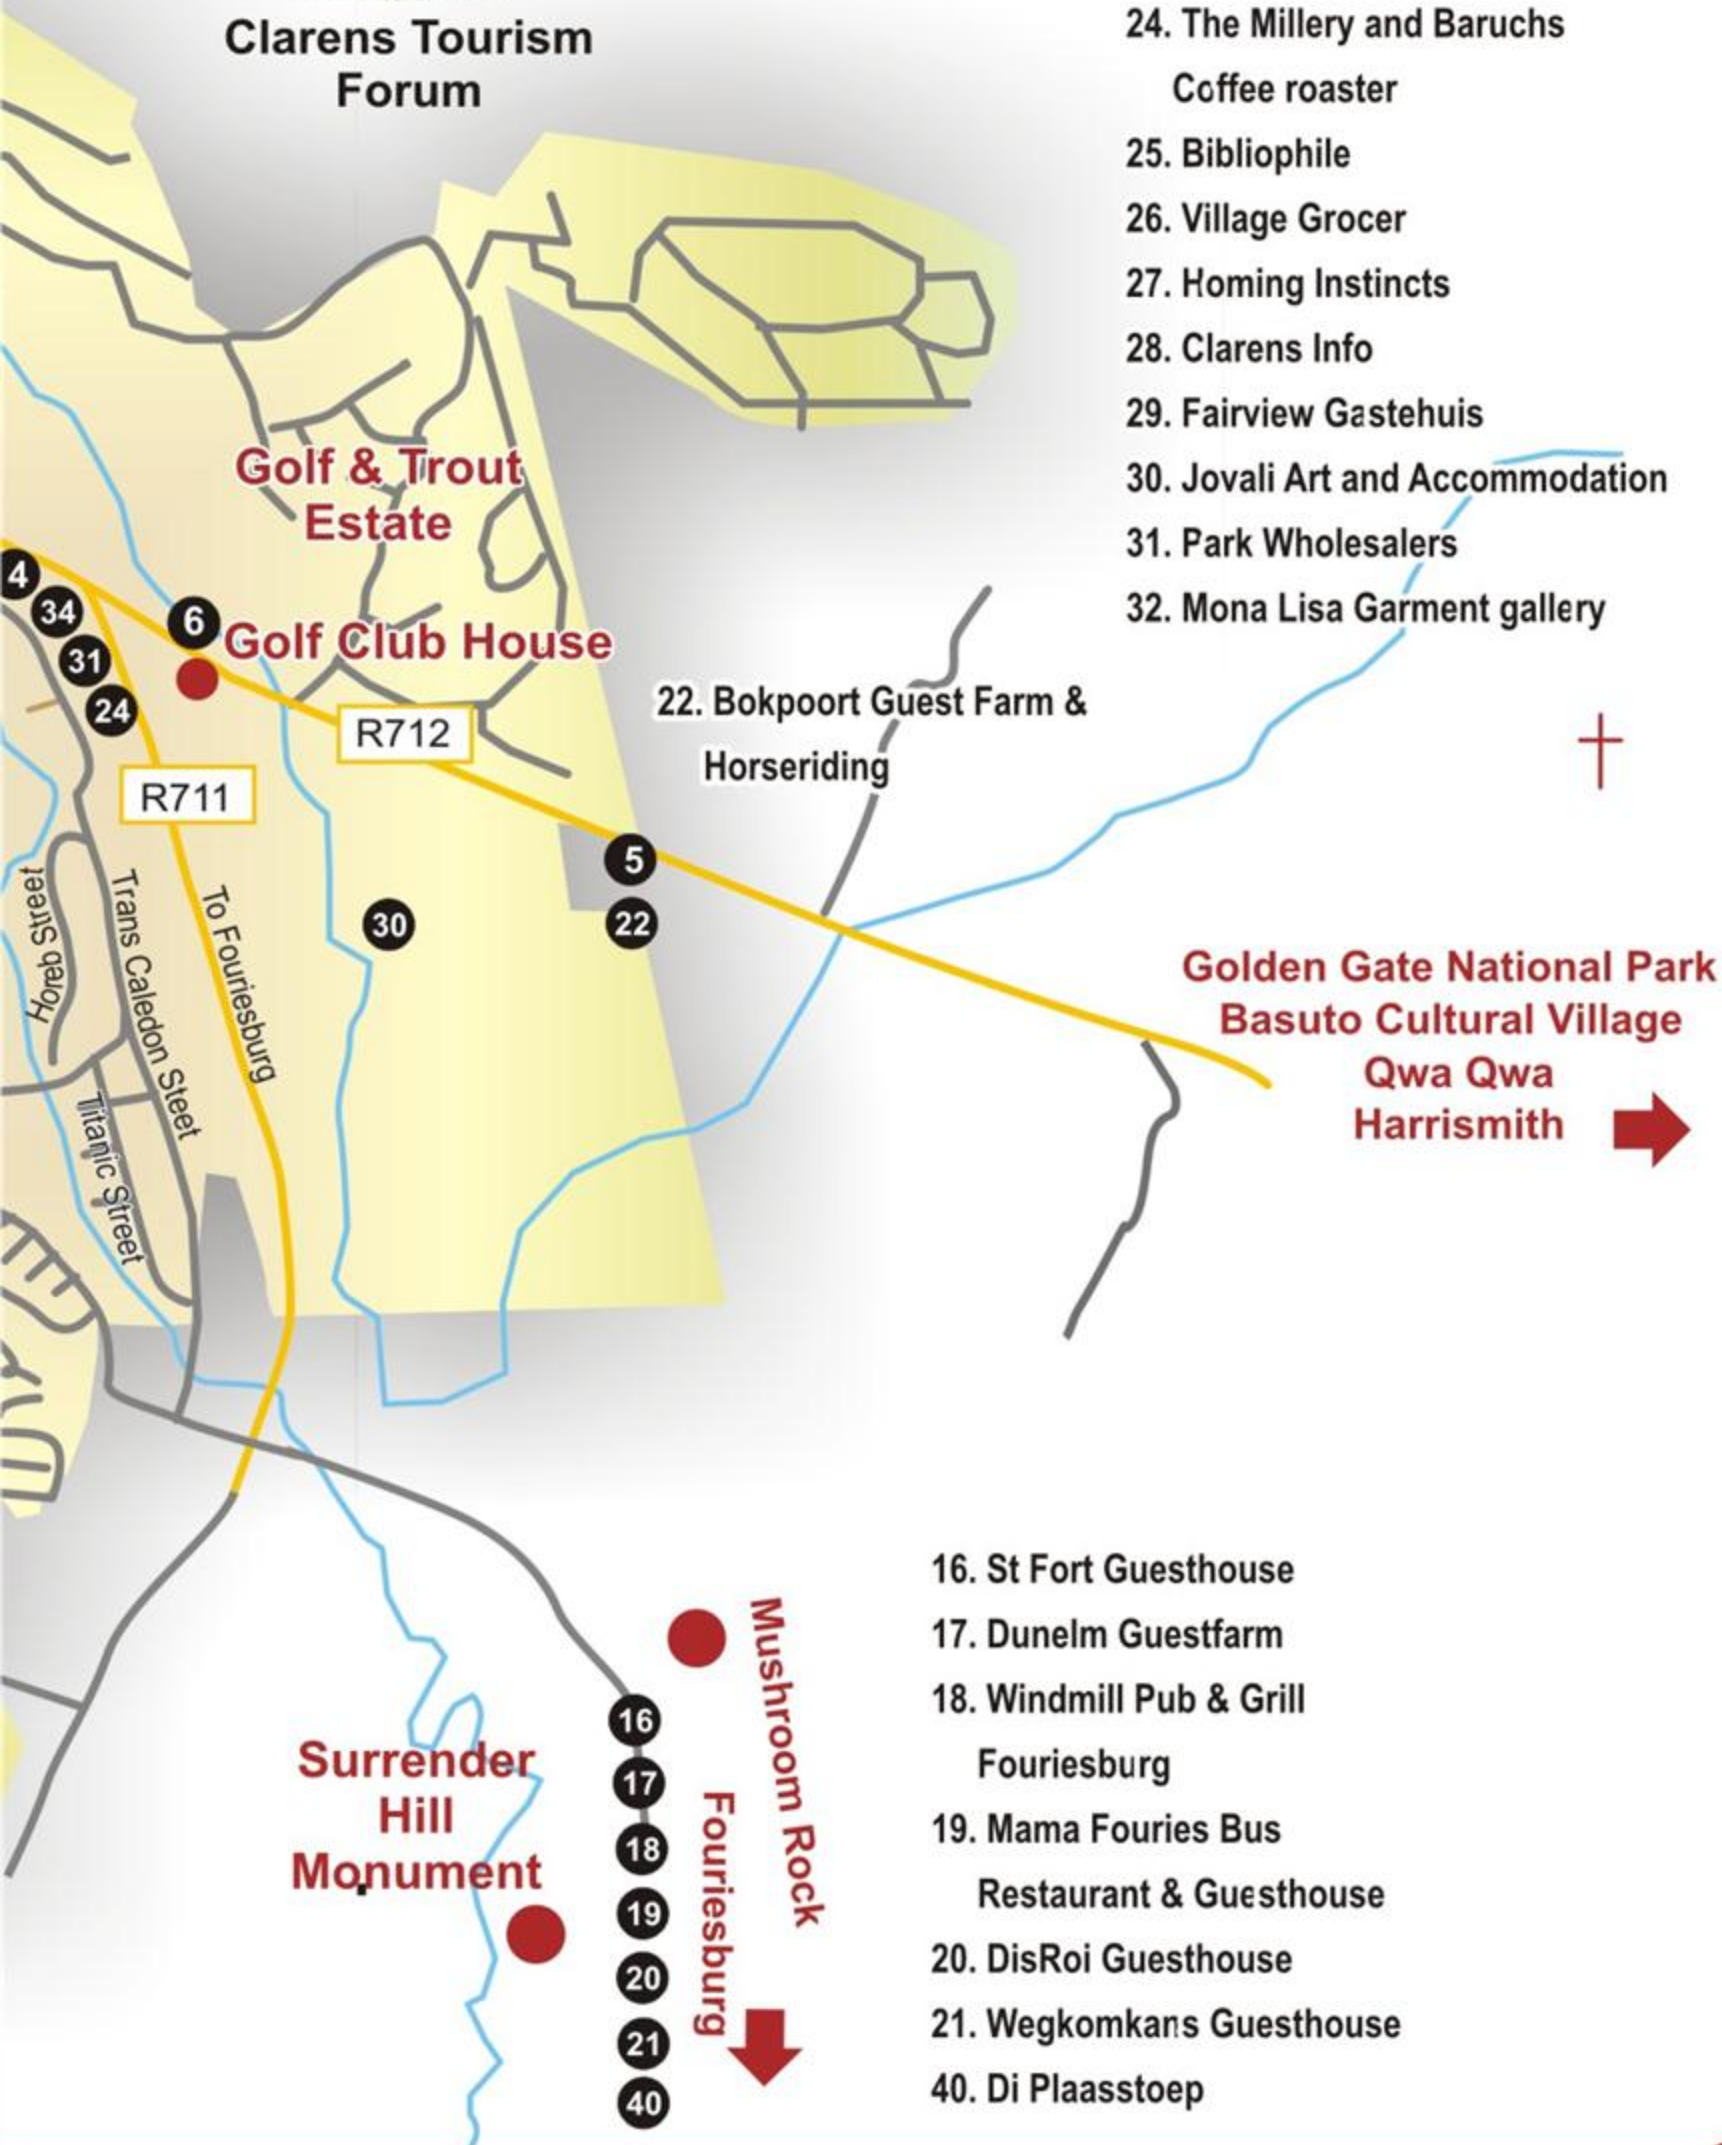 Clarens Tourism
Forum
24. The Millery and Baruchs
Coffee roaster
25. Bibliophile
26. Village Grocer
27. Homing Instincts
28. Clarens Info
29. Fairview Gastehuis
30. Jovali Art and Accommodation
31. Park Wholesalers
32. Mona Lisa Garment gallery
Golf & Trout
Estate
4
34
31
24
6
Golf Club House
R712
R711
22. Bokpoort Guest Farm &
Horseriding
5
22
30
Horeb Street
Trans Caledon Steet
To Fouriesburg
Titanic Street
Golden Gate National Park
Basuto Cultural Village
Qwa Qwa
Harrismith
Mushroom Rock
Fouriesburg
Surrender
Hill
Monument
16
17
18
19
20
21
40
16. St Fort Guesthouse
17. Dunelm Guestfarm
18. Windmill Pub & Grill
Fouriesburg
19. Mama Fouries Bus
Restaurant & Guesthouse
20. DisRoi Guesthouse
21. Wegkomkans Guesthouse
40. Di Plaasstoep